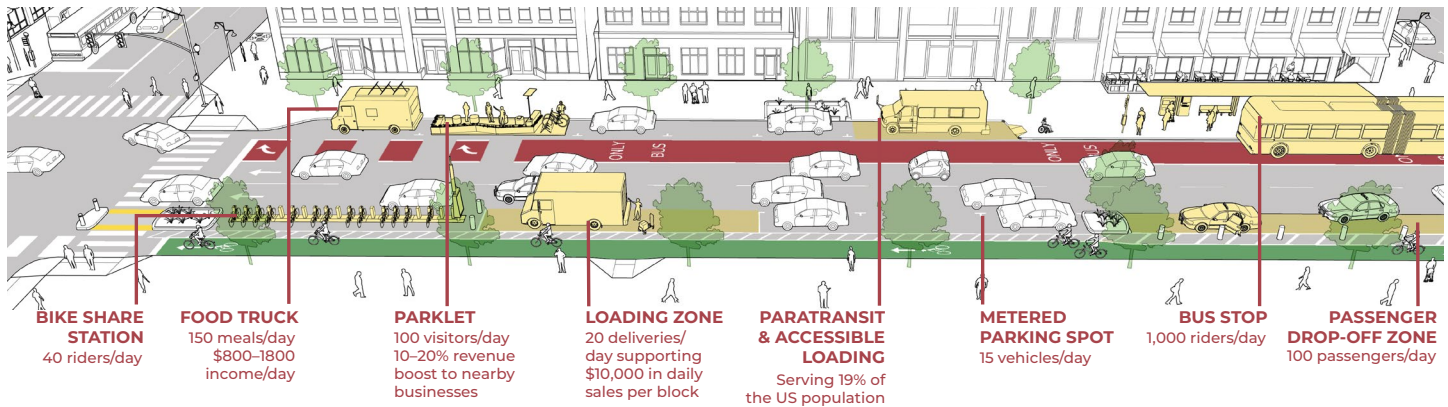 ONLY
BUS
ONLY
BUS
BIKE SHARE
STATION
40 riders/day
FOOD TRUCK
150 meals/day
$800–1800
income/day
PARKLET
100 visitors/day
10–20% revenue
boost to nearby
businesses
LOADING ZONE
20 deliveries/
day supporting
$10,000 in daily
sales per block
PARATRANSIT
& ACCESSIBLE
LOADING
Serving 19% of
the US population
METERED
PARKING SPOT
15 vehicles/day
BUS STOP
1,000 riders/day
PASSENGER
DROP-OFF ZONE
100 passengers/day